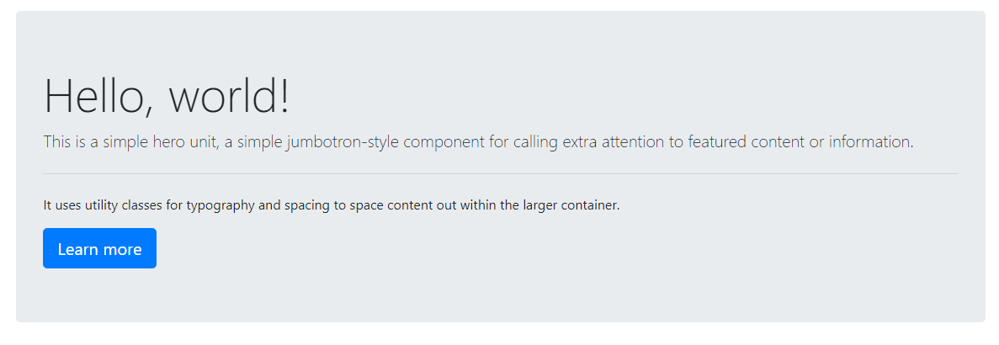 Hello, world!
This is a simple hero unit, a simple jumbotron-style component for calling extra attention to featured content or information.
It uses utility classes for typography and spacing to space content out within the larger container.
Learn more